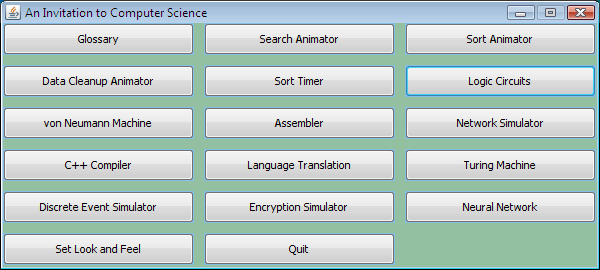 An Invitation to Computer Science
Glossary
Search Animator
Sort Animator
Data Cleanup Animator
Sort Timer
Logic Circuits
von Neumann Machine
Assembler
Network Simulator
C++ Compiler
Language Translation
Turing Machine
Discrete Event Simulator
Encryption Simulator
Neural Network
Set Look and Feel
Quit